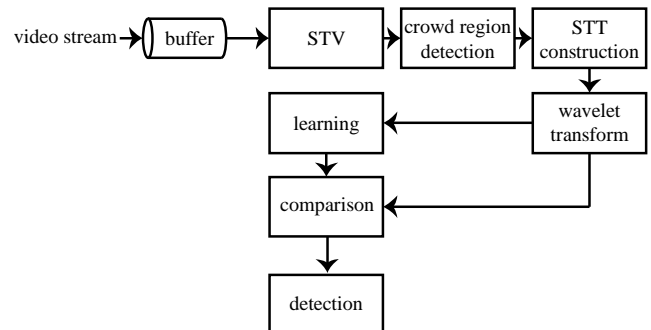 video stream
buffer
STV
crowd region
detection
STT
construction
learning
wavelet
transform
comparison
detection